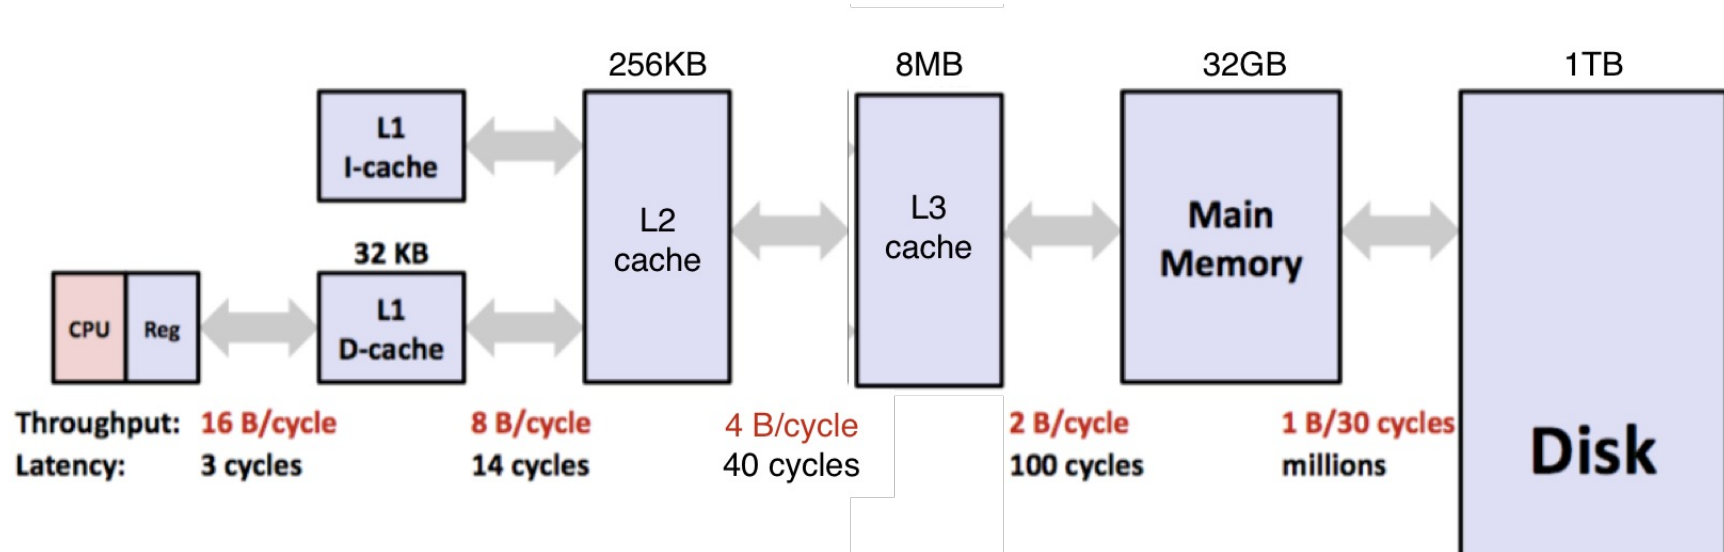 256KB
8MB
32GB
1TB
L1
I-cache
32 KB
L1
D-cache
CPU
Reg
L2
cache
L3
cache
Main
Memory
Disk
Throughput: 16 B/cycle 8 B/cycle 4 B/cycle 2 B/cycle 1 B/30 cycles
Latency: 3 cycles 14 cycles 40 cycles 100 cycles millions